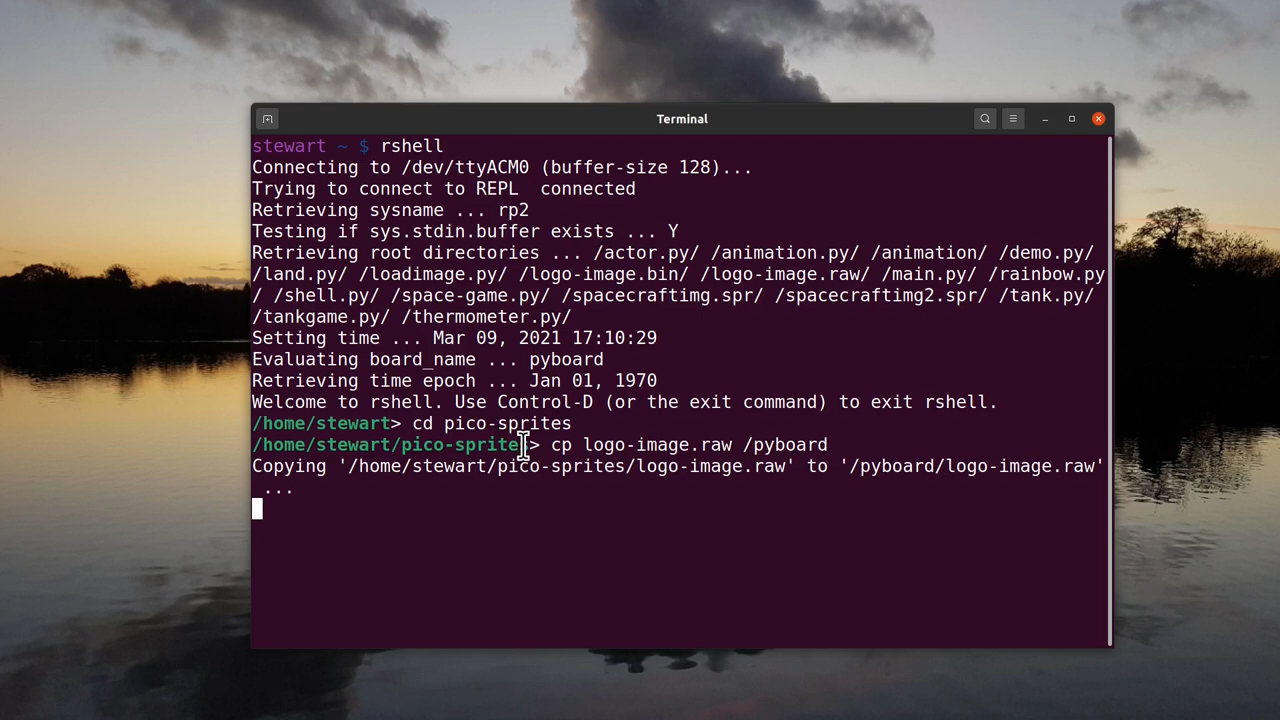 Terminal
stewart ~ $ rshell
Connecting to /dev/ttyACM0 (buffer-size 128)...
Trying to connect to REPL  connected
Retrieving sysname ... rp2
Testing if sys.stdin.buffer exists ... Y
Retrieving root directories ... /actor.py/ /animation.py/ /animation/ /demo.py/
/land.py/ /loadimage.py/ /logo-image.bin/ /logo-image.raw/ /main.py/ /rainbow.py
/ /shell.py/ /space-game.py/ /spacecraftimg.spr/ /spacecraftimg2.spr/ /tank.py/
/tankgame.py/ /thermometer.py/
Setting time ... Mar 09, 2021 17:10:29
Evaluating board_name ... pyboard
Retrieving time epoch ... Jan 01, 1970
Welcome to rshell. Use Control-D (or the exit command) to exit rshell.
/home/stewart> cd pico-sprites
/home/stewart/pico-sprites> cp logo-image.raw /pyboard
Copying '/home/stewart/pico-sprites/logo-image.raw' to '/pyboard/logo-image.raw'
...